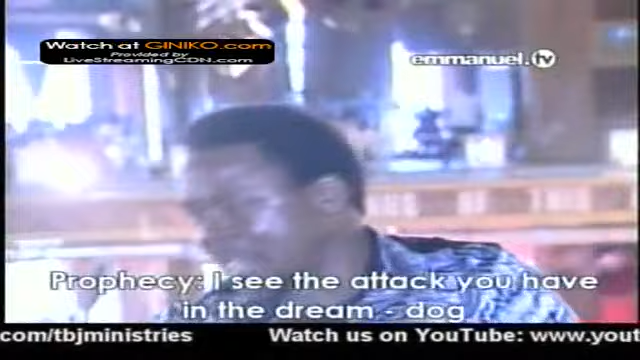 Watch at GINIKO.com
Provided by
LiveStreamingCDN.com
emmanuel.tv
Prophecy: I see the attack you have
in the dream - dog
com/tbjministries Watch us on YouTube: www.yout